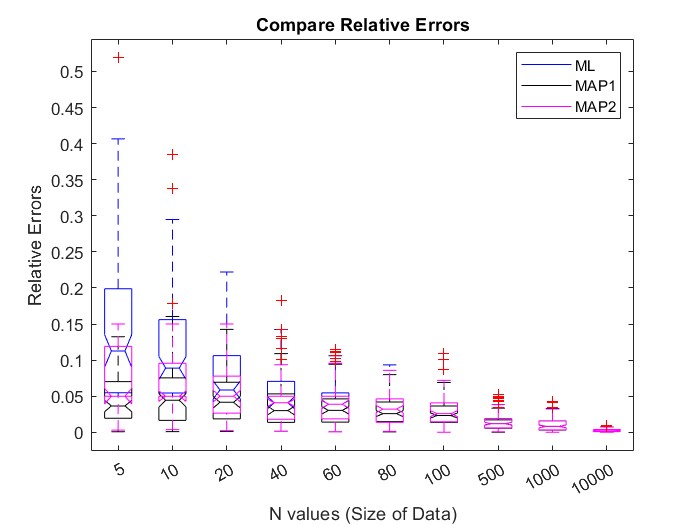 Compare Relative Errors
ML
MAP1
MAP2
Relative Errors
0.5
0.45
0.4
0.35
0.3
0.25
0.2
0.15
0.1
0.05
0
5 10 20 40 60 80 100 500 1000 10000
N values (Size of Data)